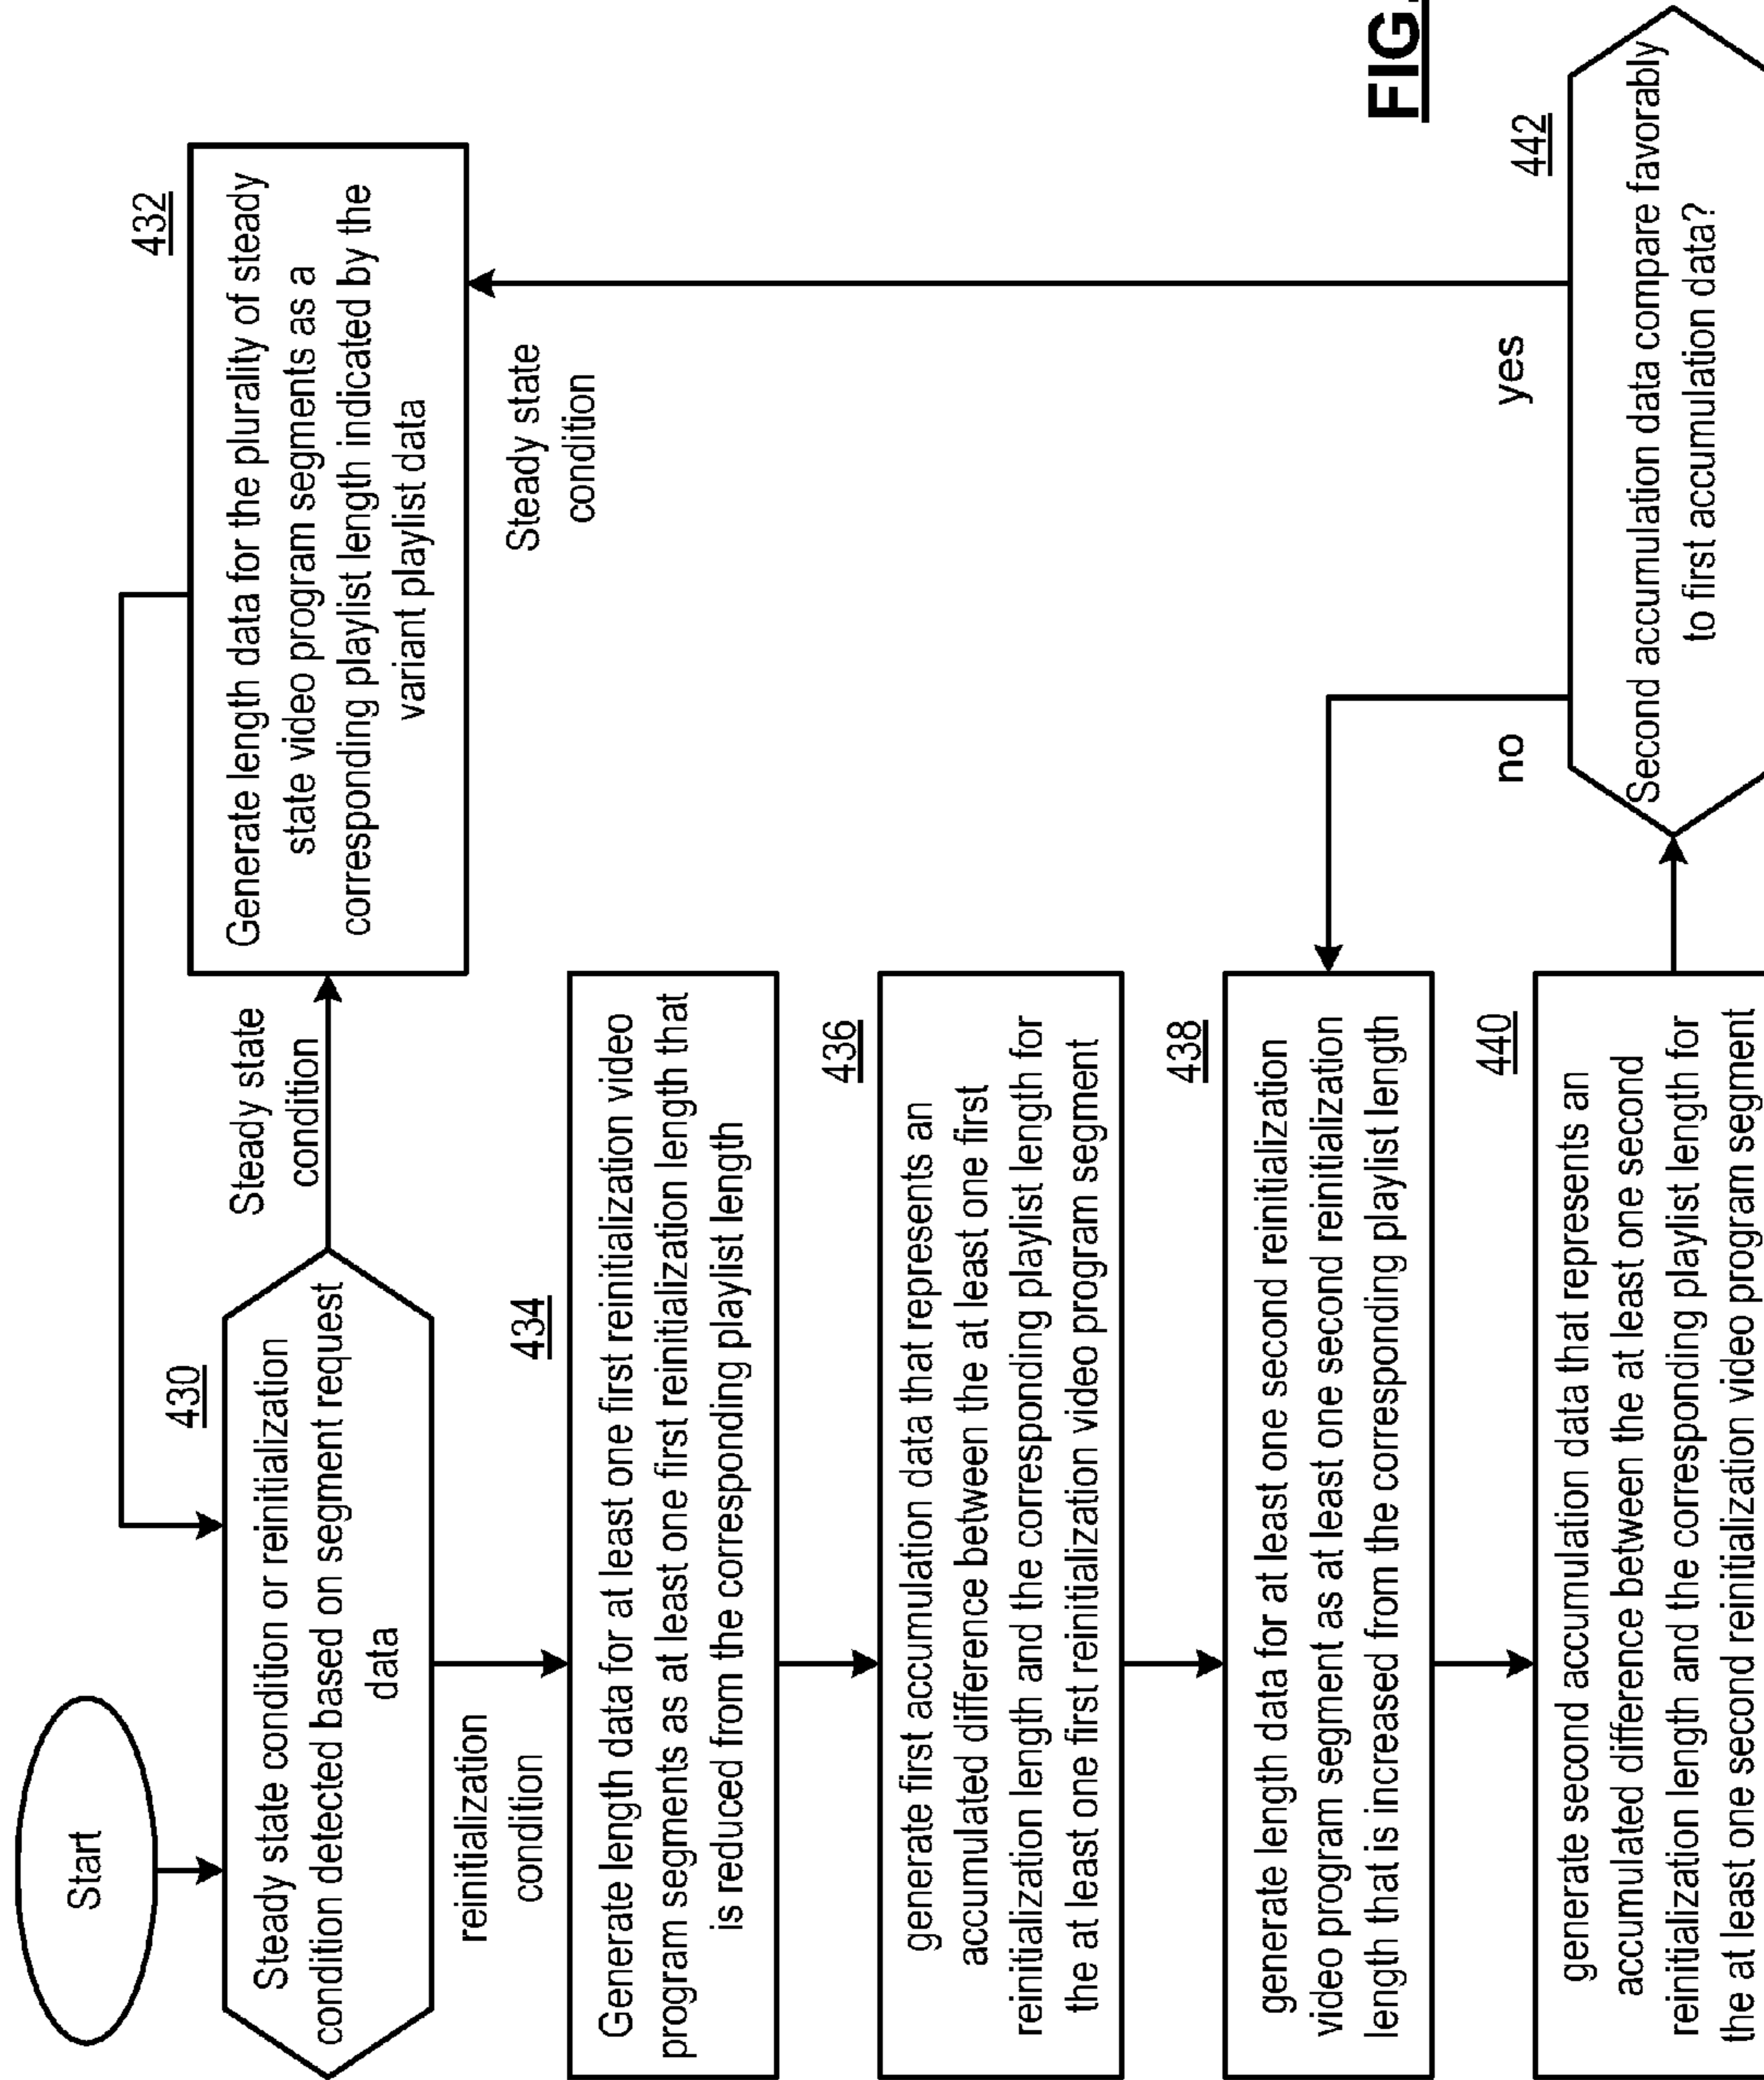 Start
430
Steady state condition or reinitialization
condition detected based on segment request
data
Steady state
condition
432
Generate length data for the plurality of steady
state video program segments as a
corresponding playlist length indicated by the
variant playlist data
reinitialization
condition
434
Generate length data for at least one first reinitialization video
program segments as at least one first reinitialization length that
is reduced from the corresponding playlist length
436
generate first accumulation data that represents an
accumulated difference between the at least one first
reinitialization length and the corresponding playlist length for
the at least one first reinitialization video program segment
438
generate length data for at least one second reinitialization
video program segment as at least one second reinitialization
length that is increased from the corresponding playlist length
440
generate second accumulation data that represents an
accumulated difference between the at least one second
reinitialization length and the corresponding playlist length for
the at least one second reinitialization video program segment
442
Second accumulation data compare favorably
to first accumulation data?
no
yes
Steady state
condition
FIG.